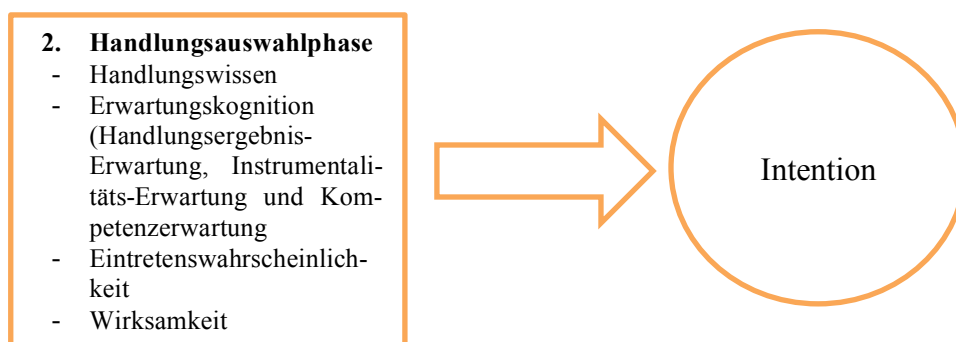 2. Handlungsauswahlphase
- Handlungswissen
- Erwartungskognition
(Handlungsergebnis-
Erwartung, Instrumentali-
täts-Erwartung und Kom-
petenzerwartung
- Eintretenswahrscheinlich-
keit
- Wirksamkeit
Intention